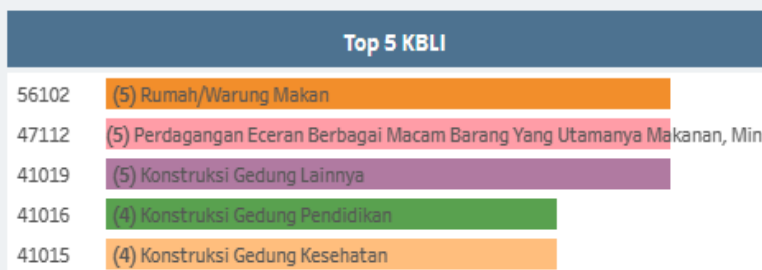 Top 5 KBLI
56102 (5) Rumah/Warung Makan
47112 (5) Perdagangan Eceran Berbagai Macam Barang Yang Utamanya Makanan, Min
41019 (5) Konstruksi Gedung Lainnya
41016 (4) Konstruksi Gedung Pendidikan
41015 (4) Konstruksi Gedung Kesehatan